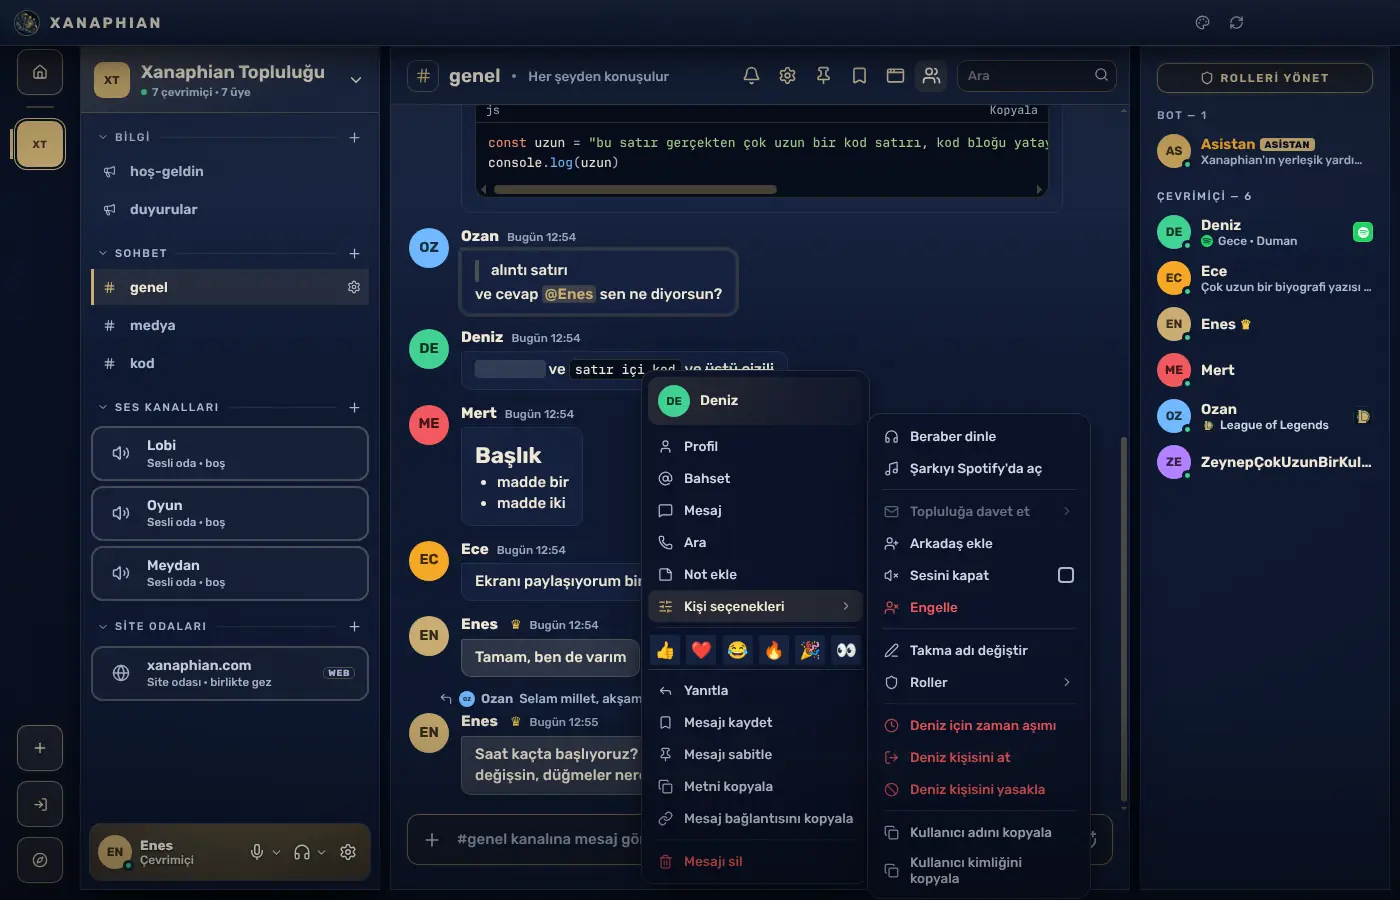 XANAPHIAN
XT
XT
Xanaphian Topluluğu
7 çevrimiçi • 7 üye
BİLGİ
hoş-geldin
duyurular
SOHBET
# genel
# medya
# kod
SES KANALLARI
Lobi
Sesli oda • boş
Oyun
Sesli oda • boş
Meydan
Sesli oda • boş
SİTE ODALARI
xanaphian.com
Site odası • birlikte gez
WEB
EN
Enes
Çevrimiçi
# genel • Her şeyden konuşulur
Ara
js
Kopyala
const uzun = "bu satır gerçekten çok uzun bir kod satırı, kod bloğu yatay
console.log(uzun)
OZ
Ozan Bugün 12:54
alıntı satırı
ve cevap @Enes sen ne diyorsun?
DE
Deniz Bugün 12:54
ve satır içi kod ve üstü çizili
ME
Mert Bugün 12:54
Başlık
• madde bir
• madde iki
EC
Ece Bugün 12:54
Ekranı paylaşıyorum bir
EN
Enes Bugün 12:54
Tamam, ben de varım
OZ Ozan Selam millet, akşam
EN
Enes Bugün 12:55
Saat kaçta başlıyoruz?
değişsin, düğmeler nere
#genel kanalına mesaj gö
DE
Deniz
Profil
Bahset
Mesaj
Ara
Not ekle
Kişi seçenekleri
👍 ❤️ 😂 🔥 🎉 👀
Yanıtla
Mesajı kaydet
Mesajı sabitle
Metni kopyala
Mesaj bağlantısını kopyala
Mesajı sil
Beraber dinle
Şarkıyı Spotify'da aç
Topluluğa davet et
Arkadaş ekle
Sesini kapat
Engelle
Takma adı değiştir
Roller
Deniz için zaman aşımı
Deniz kişisini at
Deniz kişisini yasakla
Kullanıcı adını kopyala
Kullanıcı kimliğini
kopyala
ROLLERİ YÖNET
BOT — 1
AS
Asistan ASİSTAN
Xanaphian'ın yerleşik yardı...
ÇEVRİMİÇİ — 6
DE
Deniz
Gece • Duman
EC
Ece
Çok uzun bir biyografi yazısı ...
EN
Enes
ME
Mert
OZ
Ozan
League of Legends
ZE
ZeynepÇokUzunBirKul...